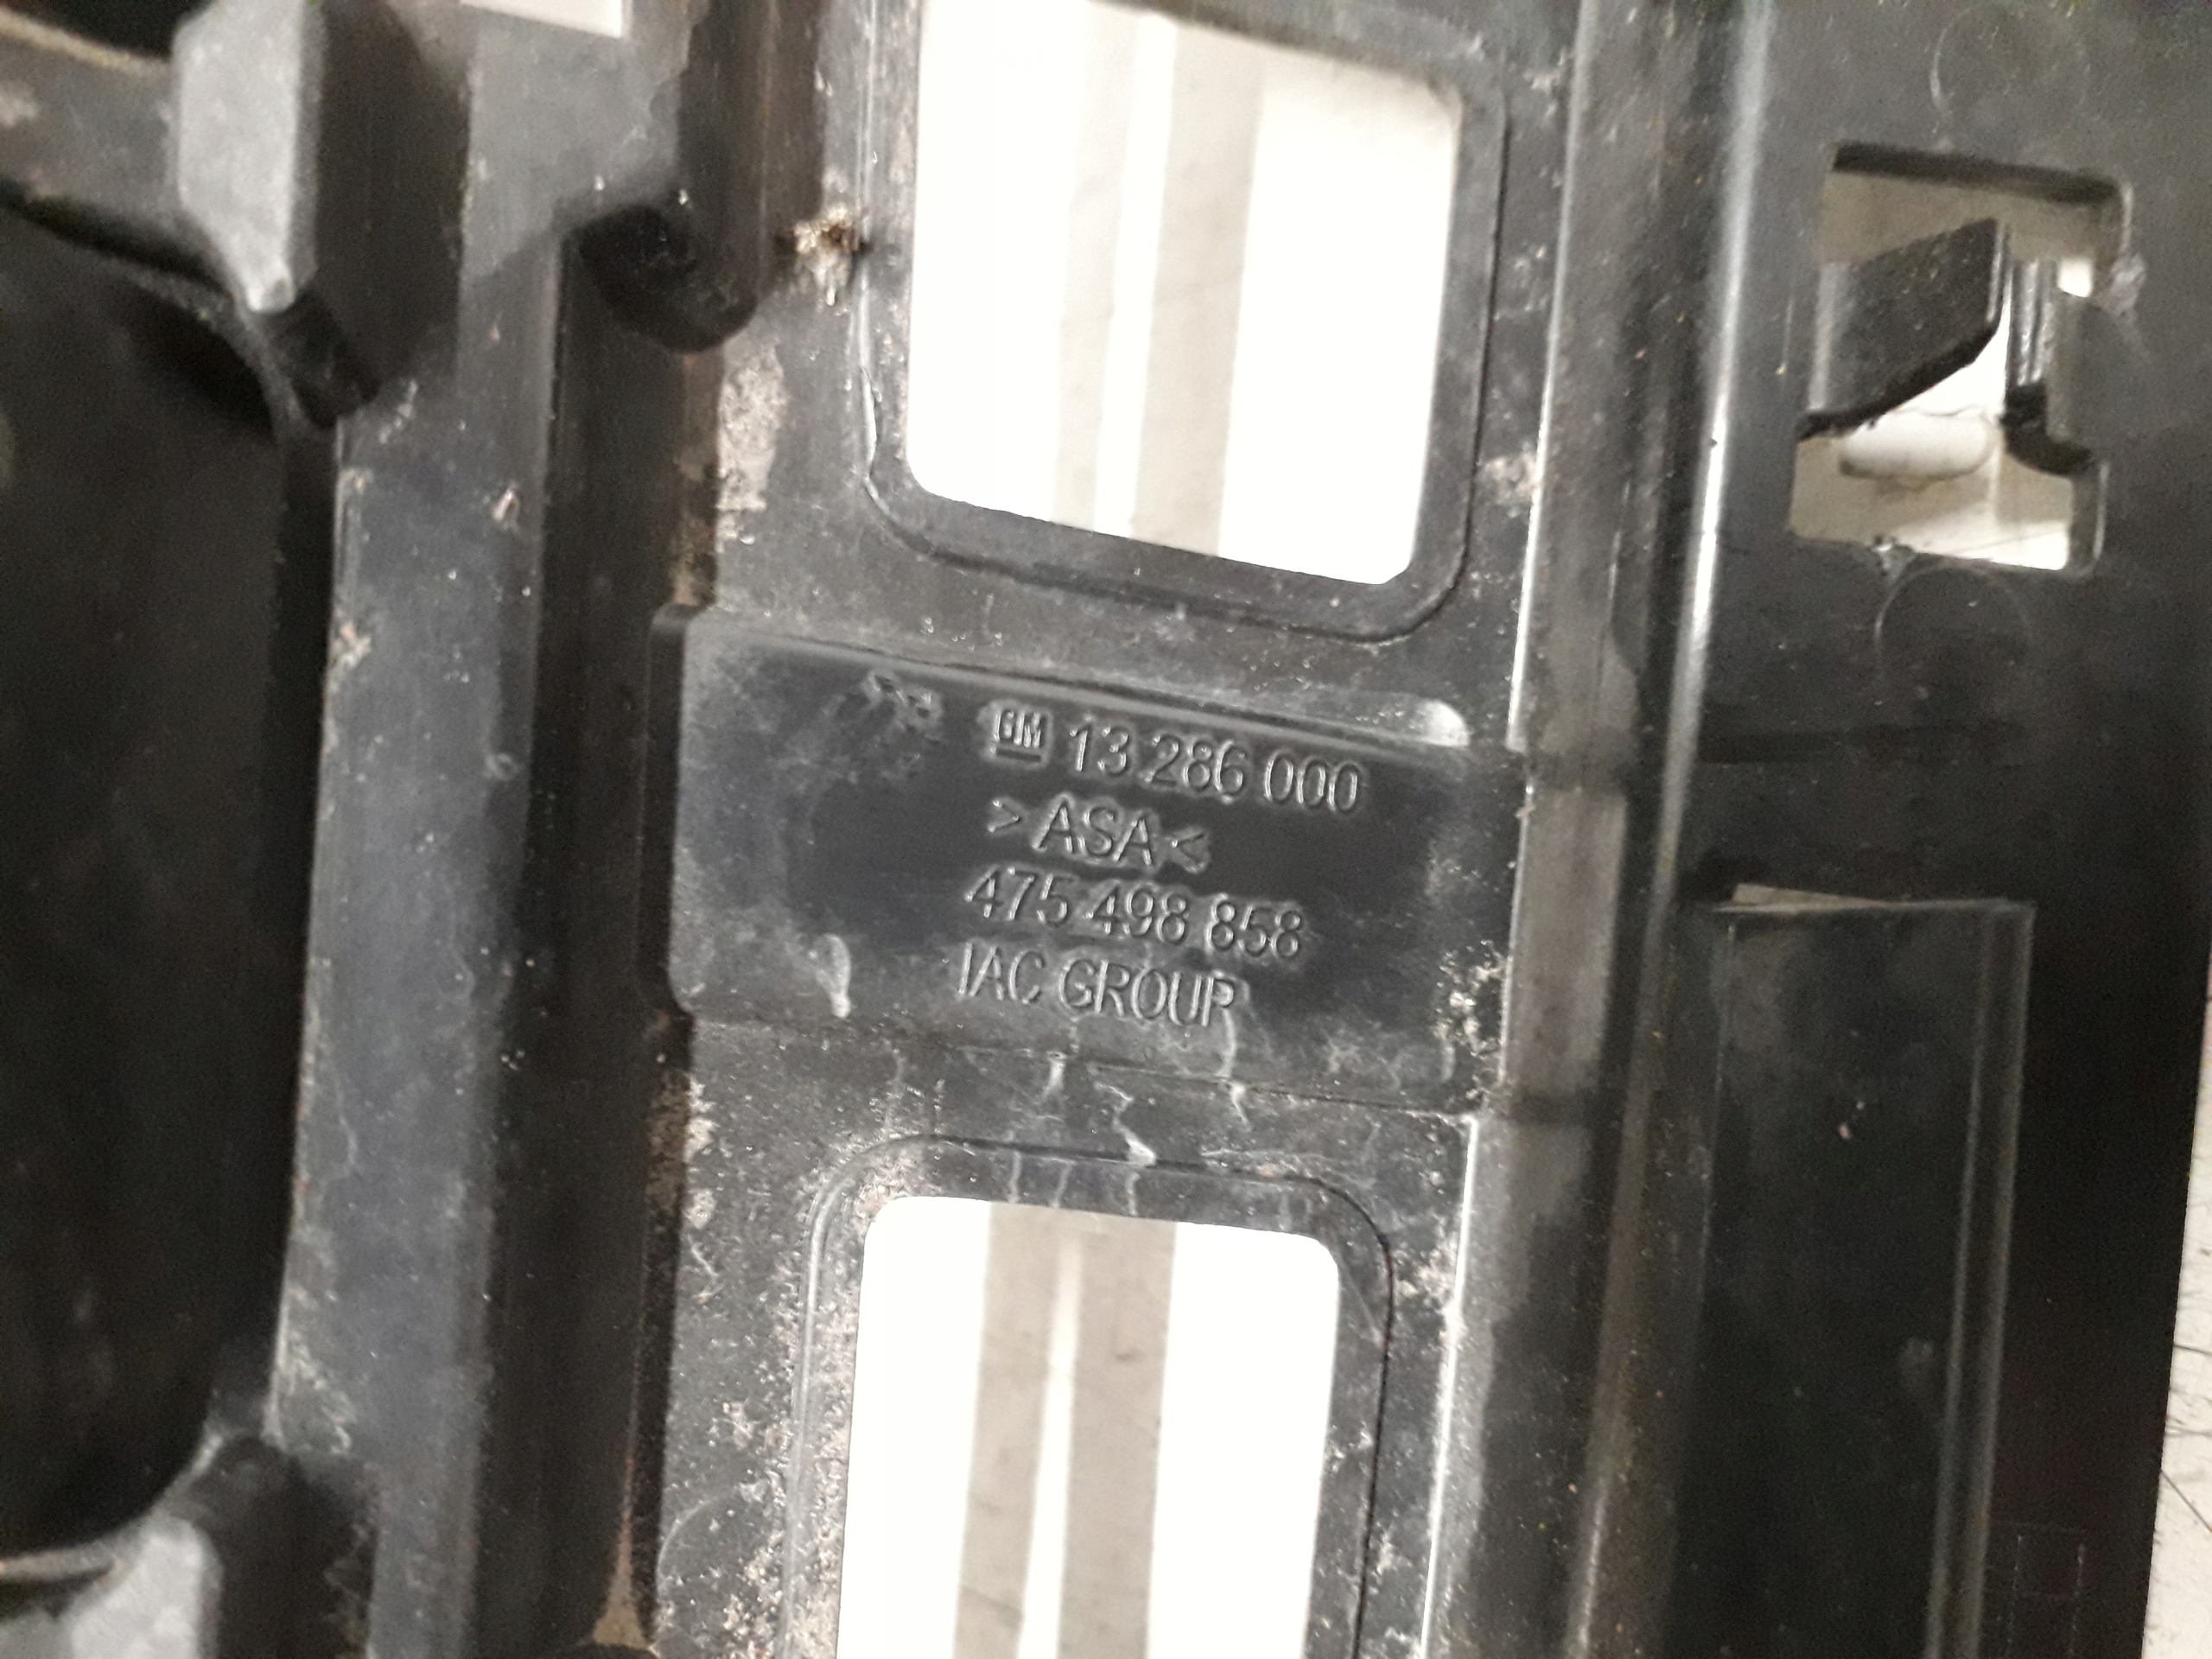 GM 13 286 000
>ASA<
475 498 858
IAC GROUP